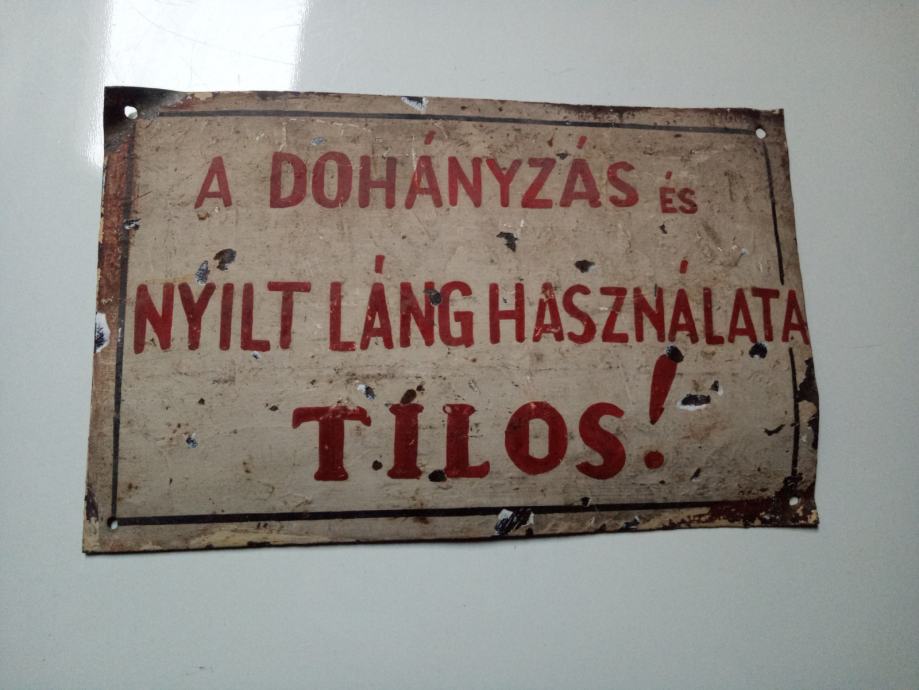 A DOHÁNYZÁS ÉS
NYILT LÁNG HASZNÁLATA
TILOS!